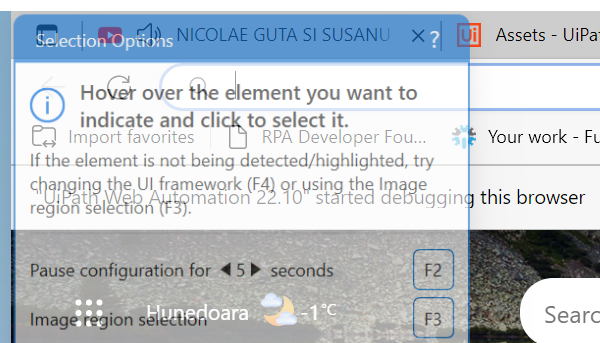 Selection Options
NICOLAE GUTA SI SUSANU
?
Ui
Assets - UiPat
Hover over the element you want to
indicate and click to select it.
Import favorites
RPA Developer Fou...
Your work - Fu
If the element is not being detected/highlighted, try
changing the UI framework (F4) or using the Image
region selection (F3).
"UiPath Web Automation 22.10" started debugging this browser
Pause configuration for 5 seconds
F2
Image region selection
F3
Hunedoara
-1°C
Searc